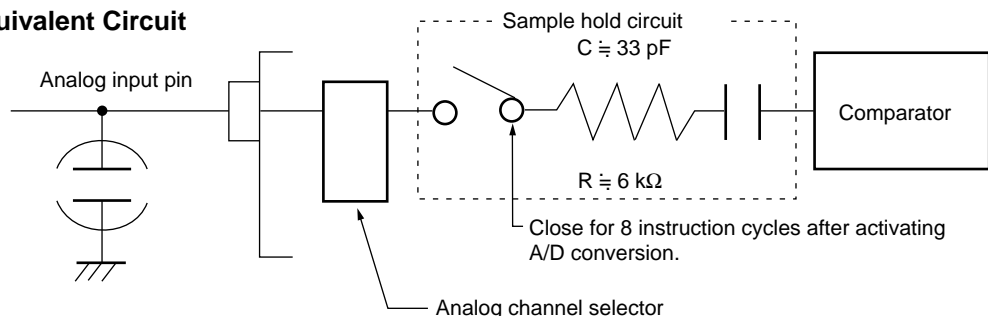 uivalent Circuit
Sample hold circuit
C ≒ 33 pF
Analog input pin
Comparator
R ≒ 6 kΩ
Close for 8 instruction cycles after activating
A/D conversion.
Analog channel selector